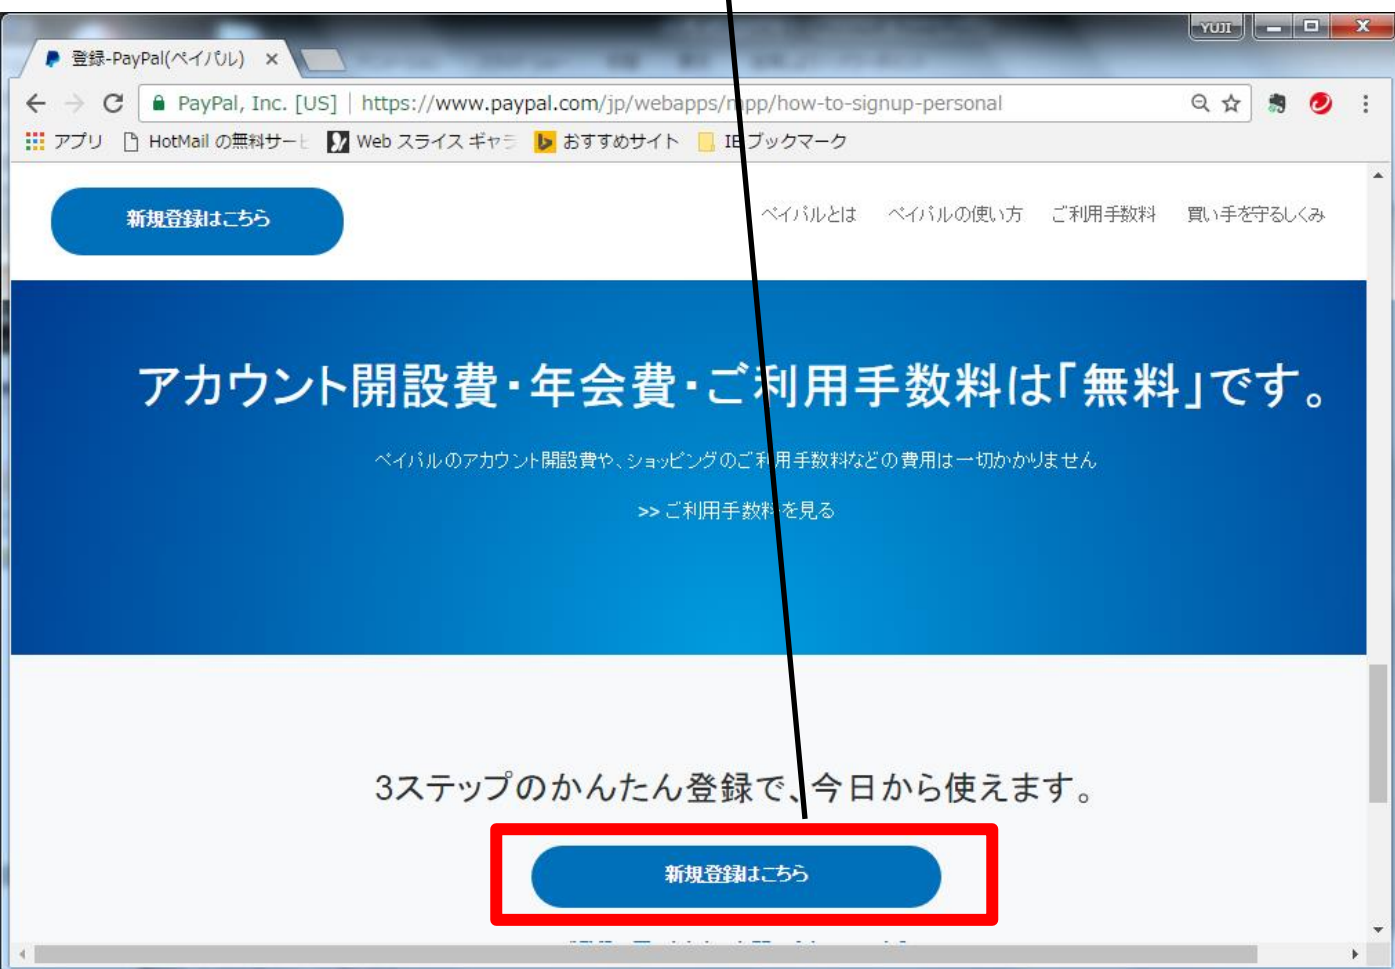 YUJI
登録-PayPal(ペイパル)
PayPal, Inc. [US] https://www.paypal.com/jp/webapps/mpp/how-to-signup-personal
アプリ HotMail の無料サー Web スライス ギャラ おすすめサイト IE ブックマーク
新規登録はこちら
ペイパルとは ペイパルの使い方 ご利用手数料 買い手を守るしくみ
アカウント開設費・年会費・ご利用手数料は「無料」です。
ペイパルのアカウント開設費や、ショッピングのご利用手数料などの費用は一切かかりません
>> ご利用手数料を見る
3ステップのかんたん登録で、今日から使えます。
新規登録はこちら